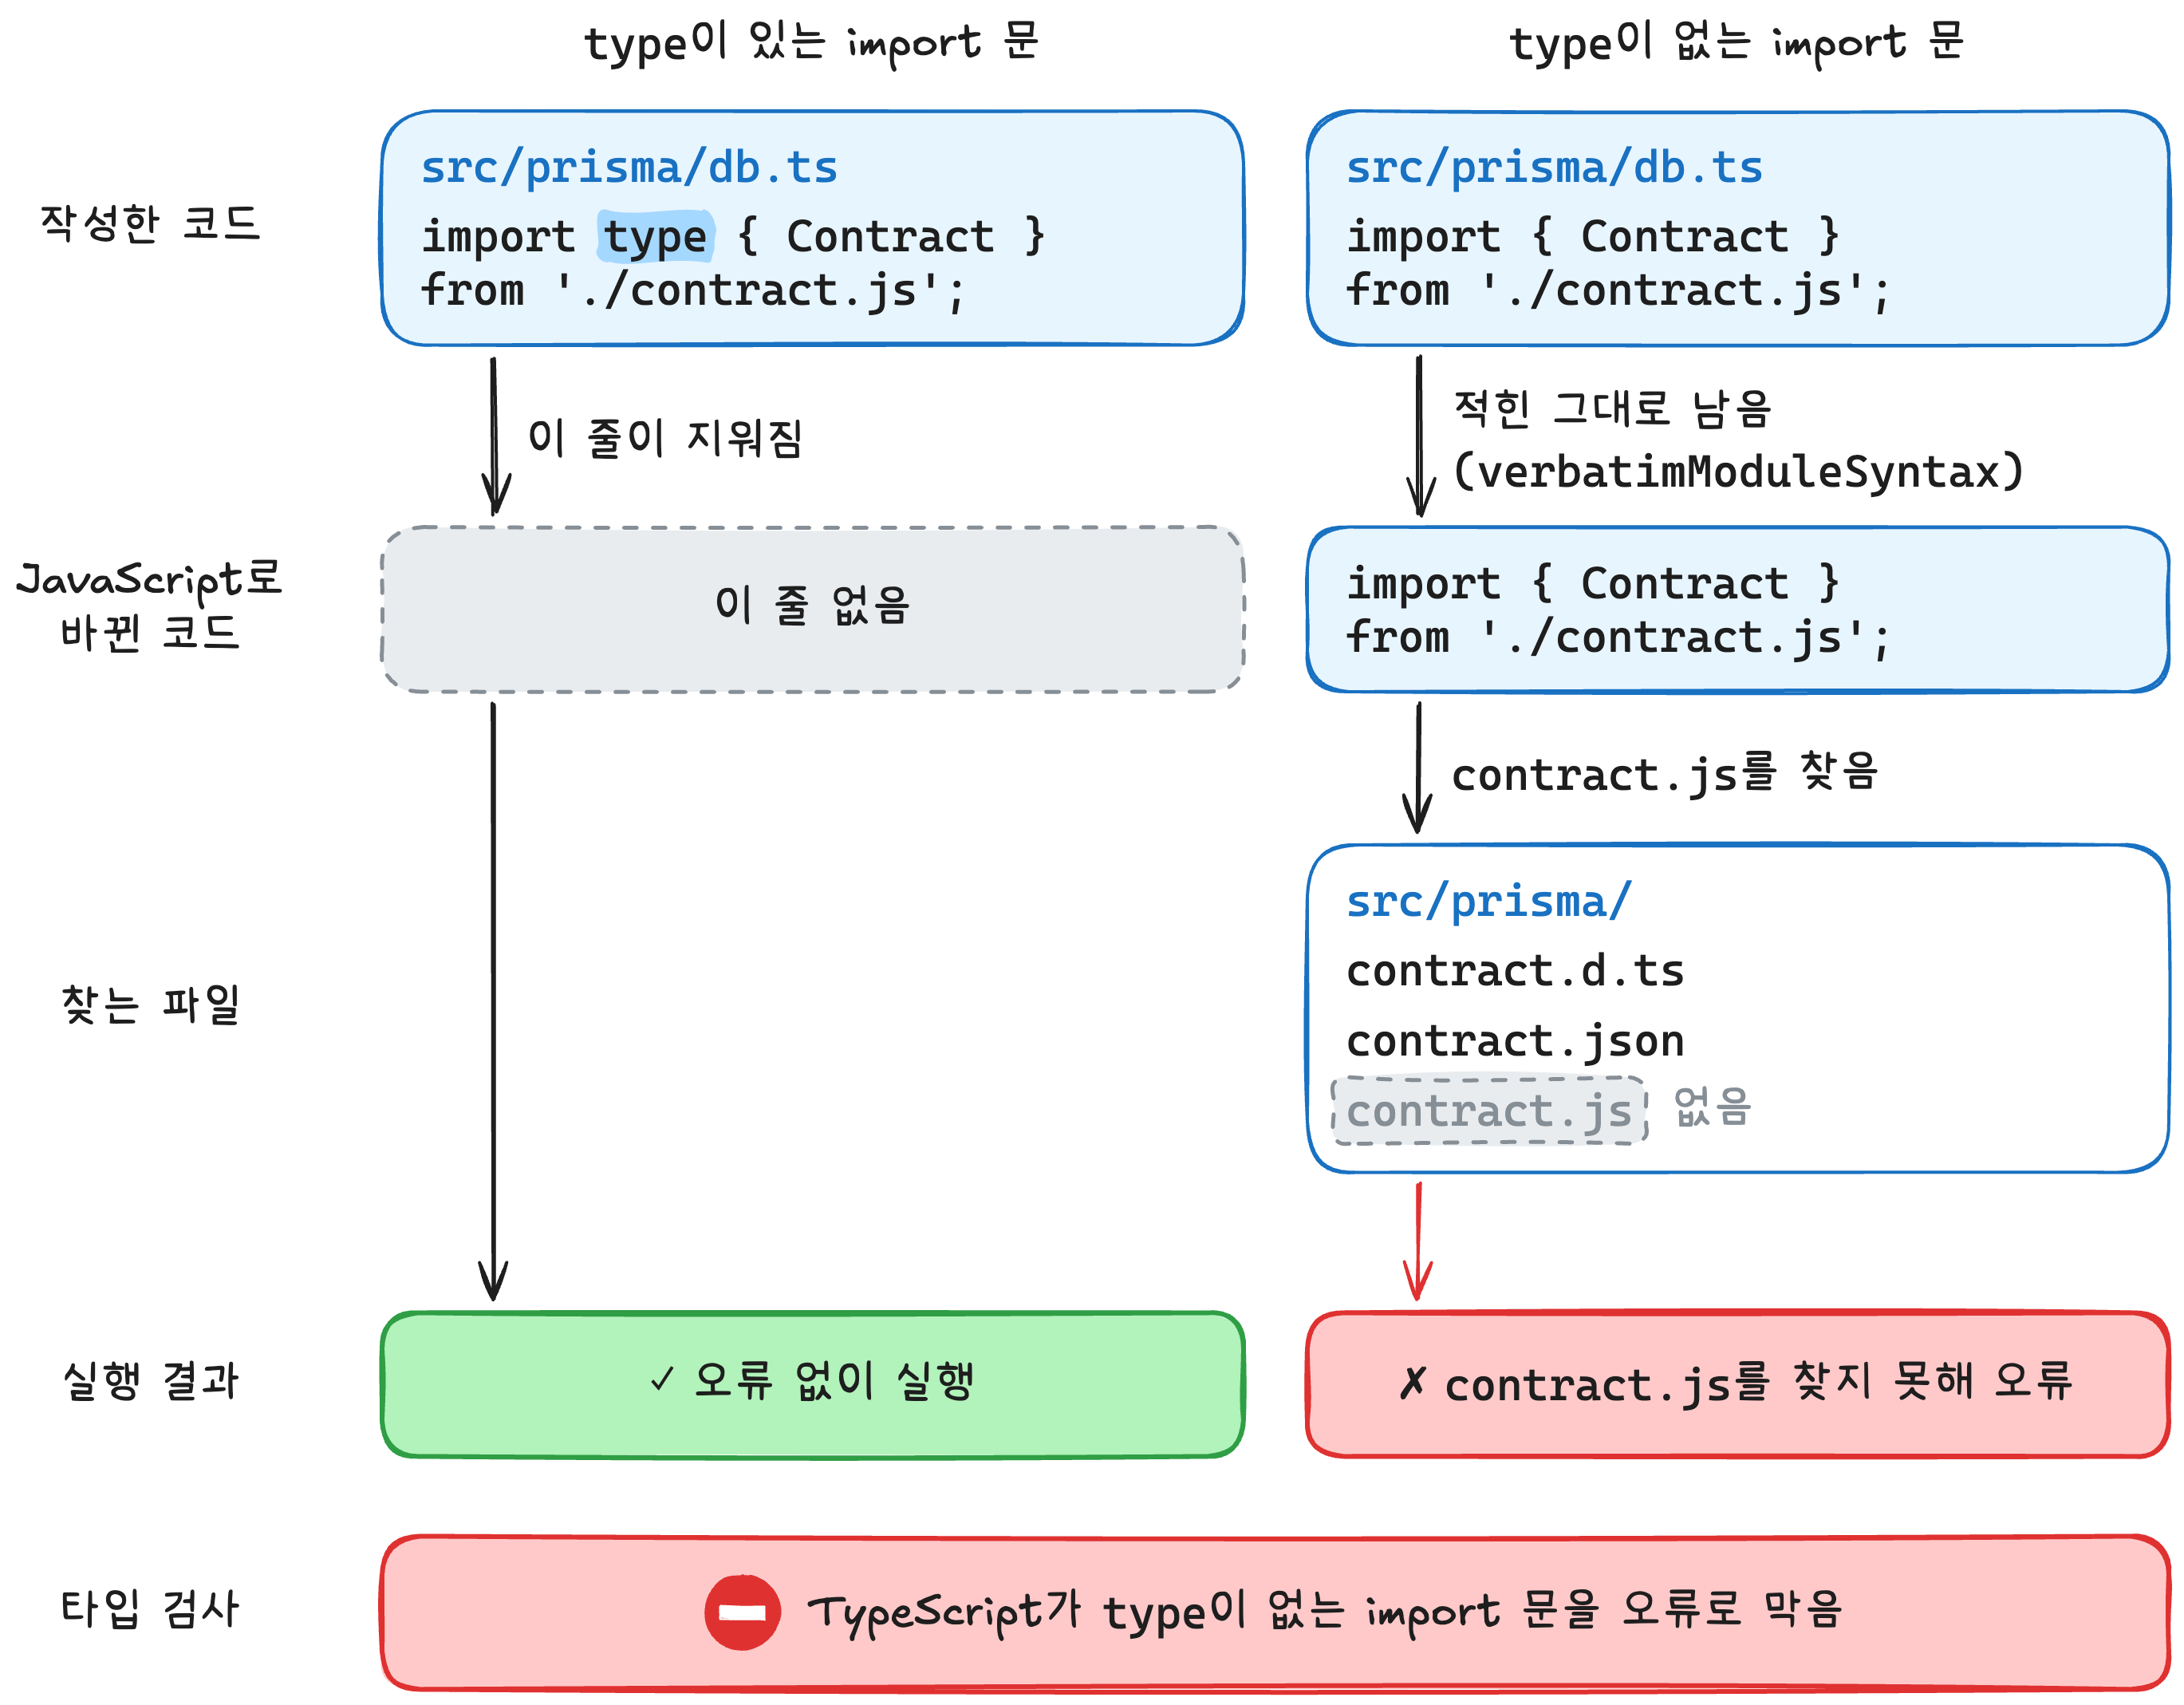 type이 있는 import 문
type이 없는 import 문
작성한 코드
src/prisma/db.ts
import type { Contract }
from './contract.js';
src/prisma/db.ts
import { Contract }
from './contract.js';
이 줄이 지워짐
적힌 그대로 남음
(verbatimModuleSyntax)
JavaScript로
바뀐 코드
이 줄 없음
import { Contract }
from './contract.js';
contract.js를 찾음
찾는 파일
src/prisma/
contract.d.ts
contract.json
contract.js 없음
실행 결과
✓ 오류 없이 실행
✗ contract.js를 찾지 못해 오류
타입 검사
TypeScript가 type이 없는 import 문을 오류로 막음